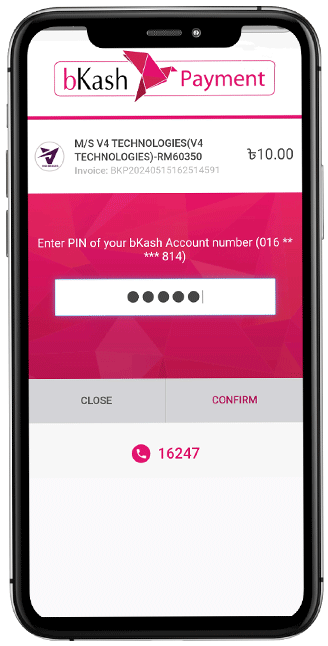 bKash Payment
M/S V4 TECHNOLOGIES(V4
TECHNOLOGIES)-RM60350
৳10.00
Invoice: BKP20240515162514591
Enter PIN of your bKash Account number (016 **
*** 814)
●●●●●
CLOSE
CONFIRM
16247